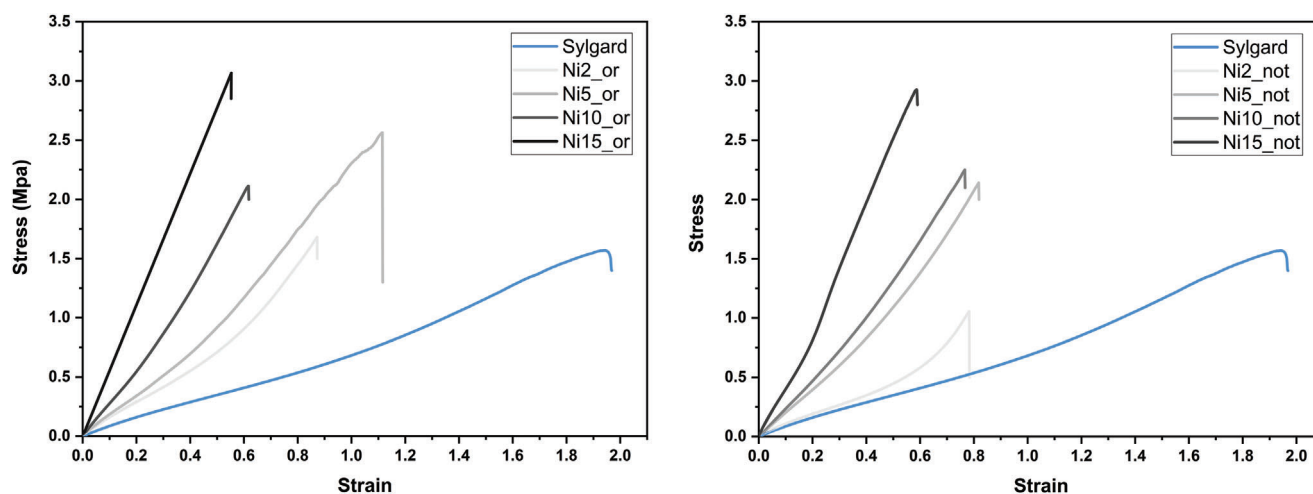 Stress (Mpa)
3.5
3.0
2.5
2.0
1.5
1.0
0.5
0.0
Sylgard
Ni2_or
Ni5_or
Ni10_or
Ni15_or
0.0 0.2 0.4 0.6 0.8 1.0 1.2 1.4 1.6 1.8 2.0
Strain
Stress
3.5
3.0
2.5
2.0
1.5
1.0
0.5
0.0
Sylgard
Ni2_not
Ni5_not
Ni10_not
Ni15_not
0.0 0.2 0.4 0.6 0.8 1.0 1.2 1.4 1.6 1.8 2.0
Strain